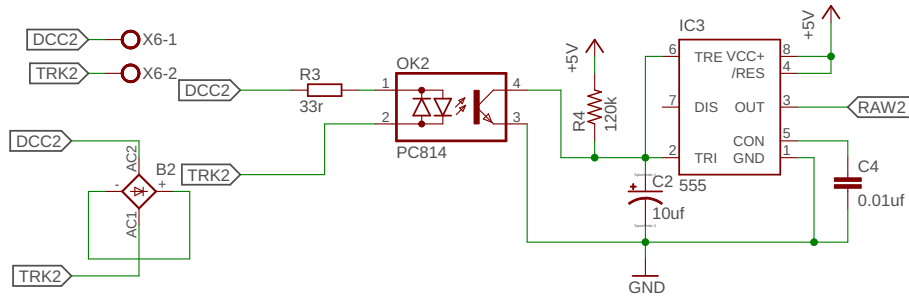 DCC2
X6-1
TRK2
X6-2
DCC2
R3
33r
OK2
1
2
4
3
PC814
TRK2
DCC2
AC2
B2
-
+
AC1
TRK2
+5V
R4
120k
IC3
+5V
6
TRE
VCC+
8
/RES
4
7
DIS
OUT
3
RAW2
CON
5
2
TRI
GND
1
555
+
C2
10uf
C4
0.01uf
GND